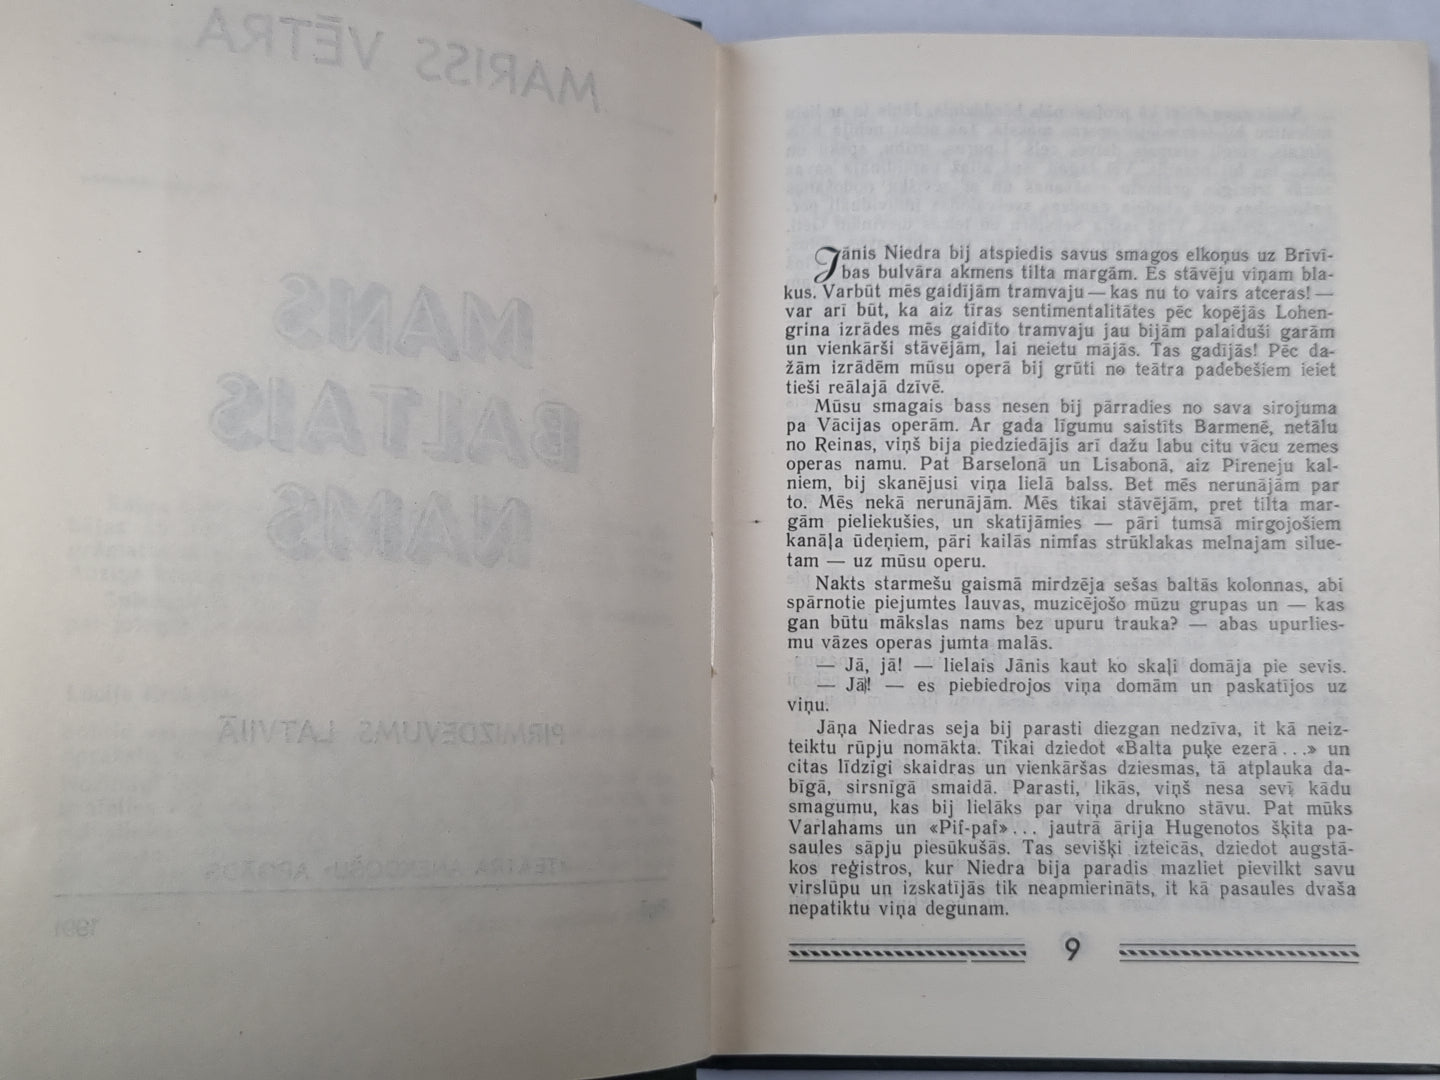 MARISS VĒTRA
MANS
BALTAIS
NAMS
PIRMIZDEVUMS LATVIJĀ
1991
Jānis Niedra bij atspiedis savus smagos elkoņus uz Brīvī-
bas bulvāra akmens tilta margām. Es stāvēju viņam bla-
kus. Varbūt mēs gaidījām tramvaju — kas nu to vairs atceras! —
var arī būt, ka aiz tīras sentimentalitātes pēc kopējās Lohen-
grina izrādes mēs gaidīto tramvaju jau bijām palaiduši garām
un vienkārši stāvējām, lai neietu mājās. Tas gadījās! Pēc da-
žām izrādēm mūsu operā bij grūti no teātra padebešiem ieiet
tieši reālajā dzīvē.
Mūsu smagais bass nesen bij pārradies no sava sirojuma
pa Vācijas operām. Ar gada līgumu saistīts Barmenē, netālu
no Reinas, viņš bija piedziedājis arī dažu labu citu vācu zemes
operas namu. Pat Barselonā un Lisabonā, aiz Pireneju kal-
niem, bij skanējusi viņa lielā balss. Bet mēs nerunājām par
to. Mēs nekā nerunājām. Mēs tikai stāvējām, pret tilta mar-
gām pieliekušies, un skatījāmies — pāri tumsā mirgojošiem
kanāļa ūdeņiem, pāri kailās nimfas strūklakas melnajam silue-
tam — uz mūsu operu.
Nakts starmešu gaismā mirdzēja sešas baltās kolonnas, abi
spārnotie piejumtes lauvas, muzicējošo mūzu grupas un — kas
gan būtu mākslas nams bez upuru trauka? — abas upurlies-
mu vāzes operas jumta malās.
— Jā, jā! — lielais Jānis kaut ko skaļi domāja pie sevis.
— Jā! — es piebiedrojos viņa domām un paskatījos uz
viņu.
Jāņa Niedras seja bij parasti diezgan nedzīva, it kā neiz-
teiktu rūpju nomākta. Tikai dziedot «Balta puķe ezerā...» un
citas līdzīgi skaidras un vienkāršas dziesmas, tā atplauka da-
bīgā, sirsnīgā smaidā. Parasti, likās, viņš nesa sevī kādu
smagumu, kas bij lielāks par viņa drukno stāvu. Pat mūks
Varlahams un «Pif-paf»... jautrā ārija Hugenotos šķita pa-
saules sāpju piesūkušās. Tas sevišķi izteicās, dziedot augstā-
kos reģistros, kur Niedra bija paradis mazliet pievilkt savu
virslūpu un izskatījās tik neapmierināts, it kā pasaules dvaša
nepatiktu viņa degunam.
9